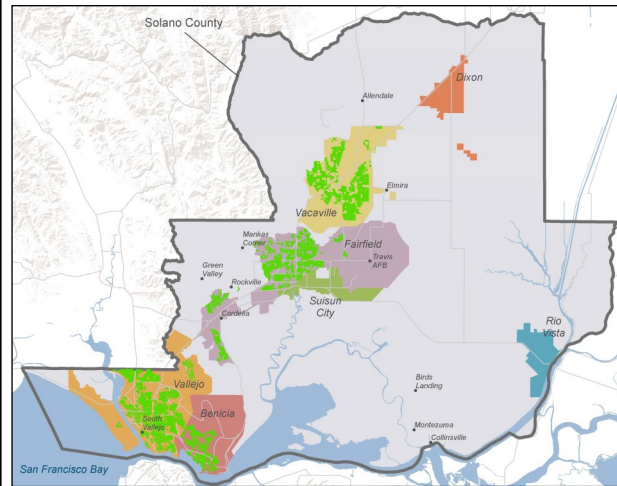 Solano County
Dixon
Allendale
Elmira
Vacaville
Mankas
Corner
Fairfield
Green
Valley
Travis
AFB
Rockville
Suisun
City
Cordelia
Rio
Vista
Vallejo
Birds
Landing
Benicia
South
Vallejo
Montezuma
Collinsville
San Francisco Bay